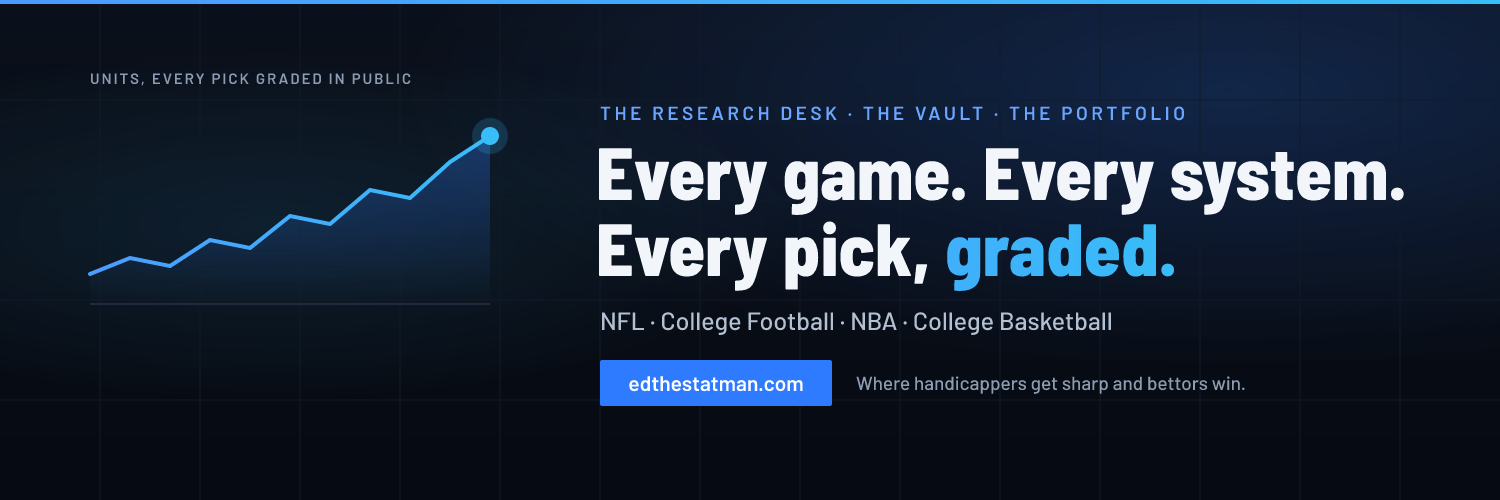 UNITS, EVERY PICK GRADED IN PUBLIC
THE RESEARCH DESK · THE VAULT · THE PORTFOLIO
Every game. Every system.
Every pick, graded.
NFL · College Football · NBA · College Basketball
edthestatman.com
Where handicappers get sharp and bettors win.